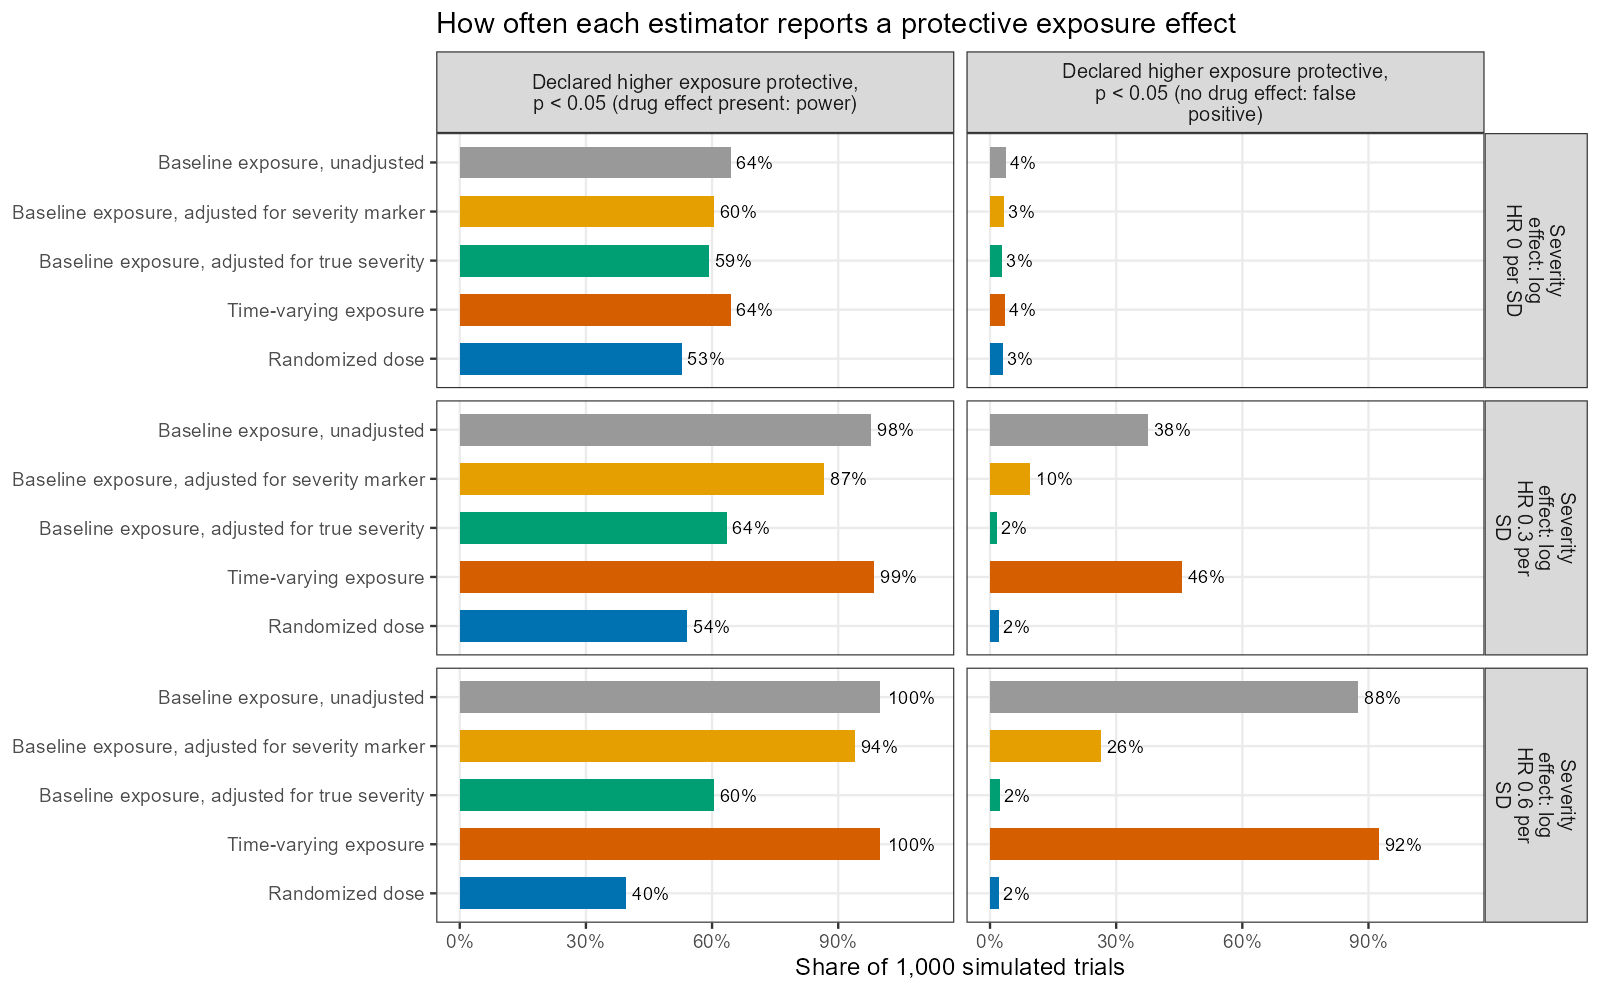 How often each estimator reports a protective exposure effect
Declared higher exposure protective,
p < 0.05 (drug effect present: power)
Declared higher exposure protective,
p < 0.05 (no drug effect: false
positive)
Baseline exposure, unadjusted
64%
4%
Baseline exposure, adjusted for severity marker
60%
3%
Baseline exposure, adjusted for true severity
59%
3%
Time-varying exposure
64%
4%
Randomized dose
53%
3%
Severity
effect: log
HR 0 per SD
Baseline exposure, unadjusted
98%
38%
Baseline exposure, adjusted for severity marker
87%
10%
Baseline exposure, adjusted for true severity
64%
2%
Time-varying exposure
99%
46%
Randomized dose
54%
2%
Severity
effect: log
HR 0.3 per
SD
Baseline exposure, unadjusted
100%
88%
Baseline exposure, adjusted for severity marker
94%
26%
Baseline exposure, adjusted for true severity
60%
2%
Time-varying exposure
100%
92%
Randomized dose
40%
2%
Severity
effect: log
HR 0.6 per
SD
0%
30%
60%
90%
0%
30%
60%
90%
Share of 1,000 simulated trials